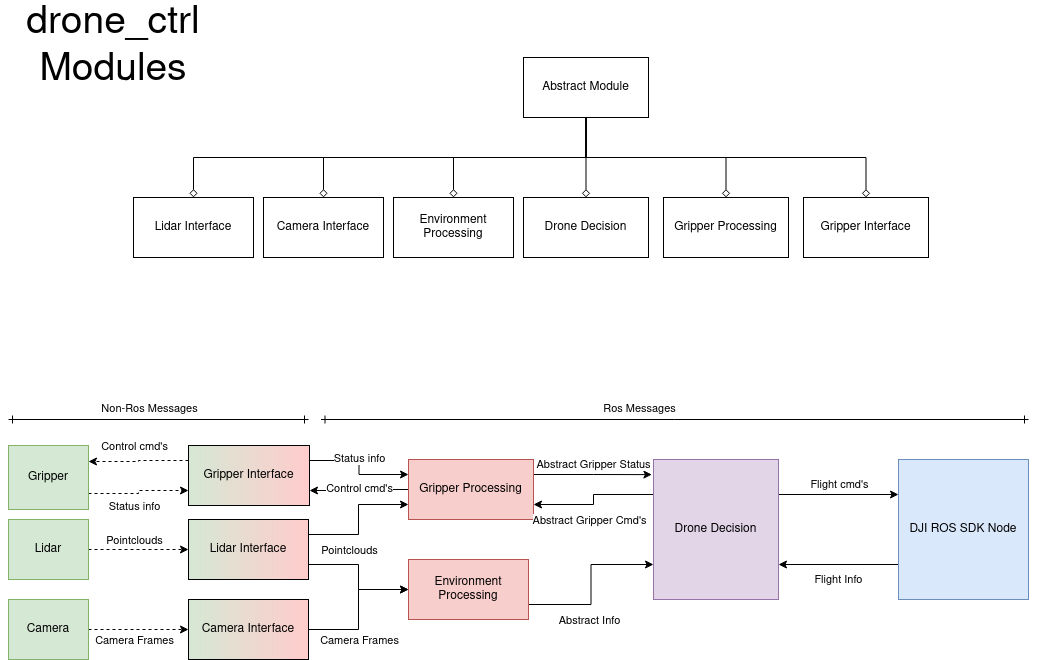 drone_ctrl
Modules
Abstract Module
Lidar Interface
Camera Interface
Environment
Processing
Drone Decision
Gripper Processing
Gripper Interface
Non-Ros Messages
Ros Messages
Gripper
Control cmd's
Status info
Gripper Interface
Status info
Control cmd's
Gripper Processing
Abstract Gripper Status
Abstract Gripper Cmd's
Drone Decision
Flight cmd's
Flight Info
DJI ROS SDK Node
Lidar
Pointclouds
Lidar Interface
Pointclouds
Environment
Processing
Abstract Info
Camera
Camera Frames
Camera Interface
Camera Frames